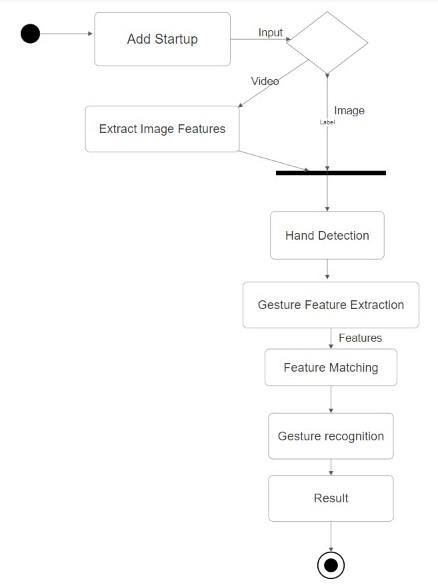 Add Startup
Input
Video
Image
Label
Extract Image Features
Hand Detection
Gesture Feature Extraction
Features
Feature Matching
Gesture recognition
Result